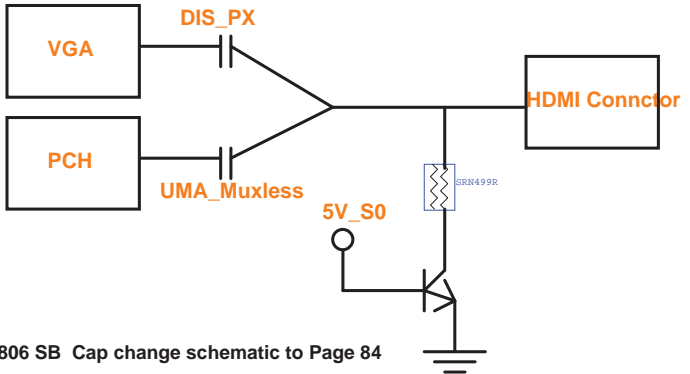 DIS_PX
VGA
HDMI Connctor
PCH
SRN499R
UMA_Muxless
5V_S0
806 SB Cap change schematic to Page 84